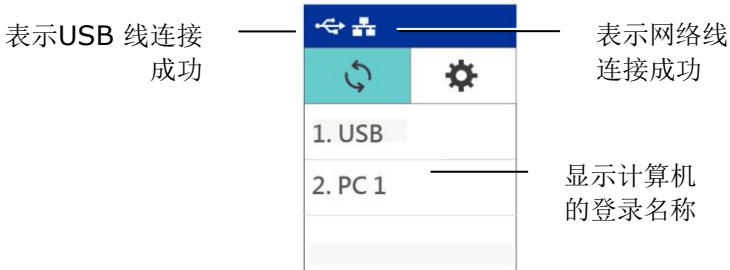 表示USB 线连接
成功
表示网络线
连接成功
1. USB
2. PC 1
显示计算机
的登录名称